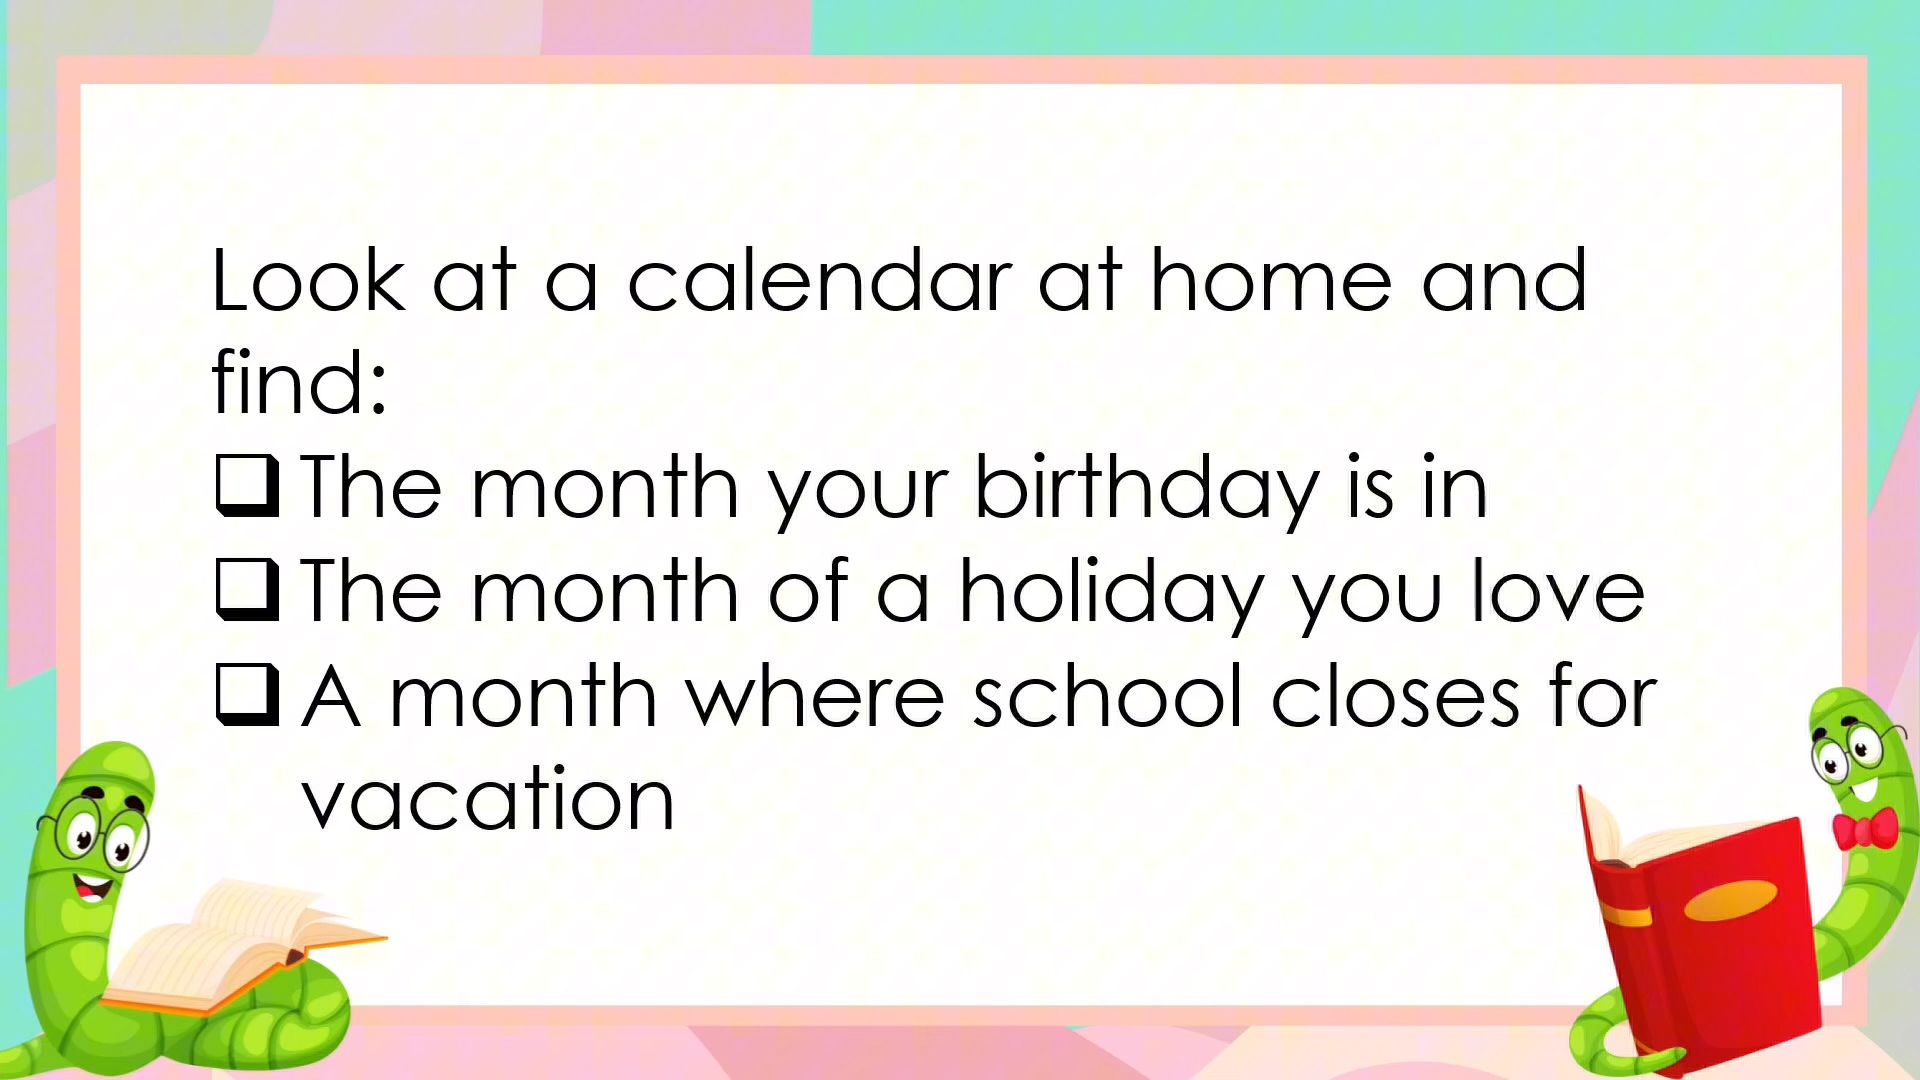 Look at a calendar at home and
find:
❑ The month your birthday is in
❑ The month of a holiday you love
❑ A month where school closes for
vacation